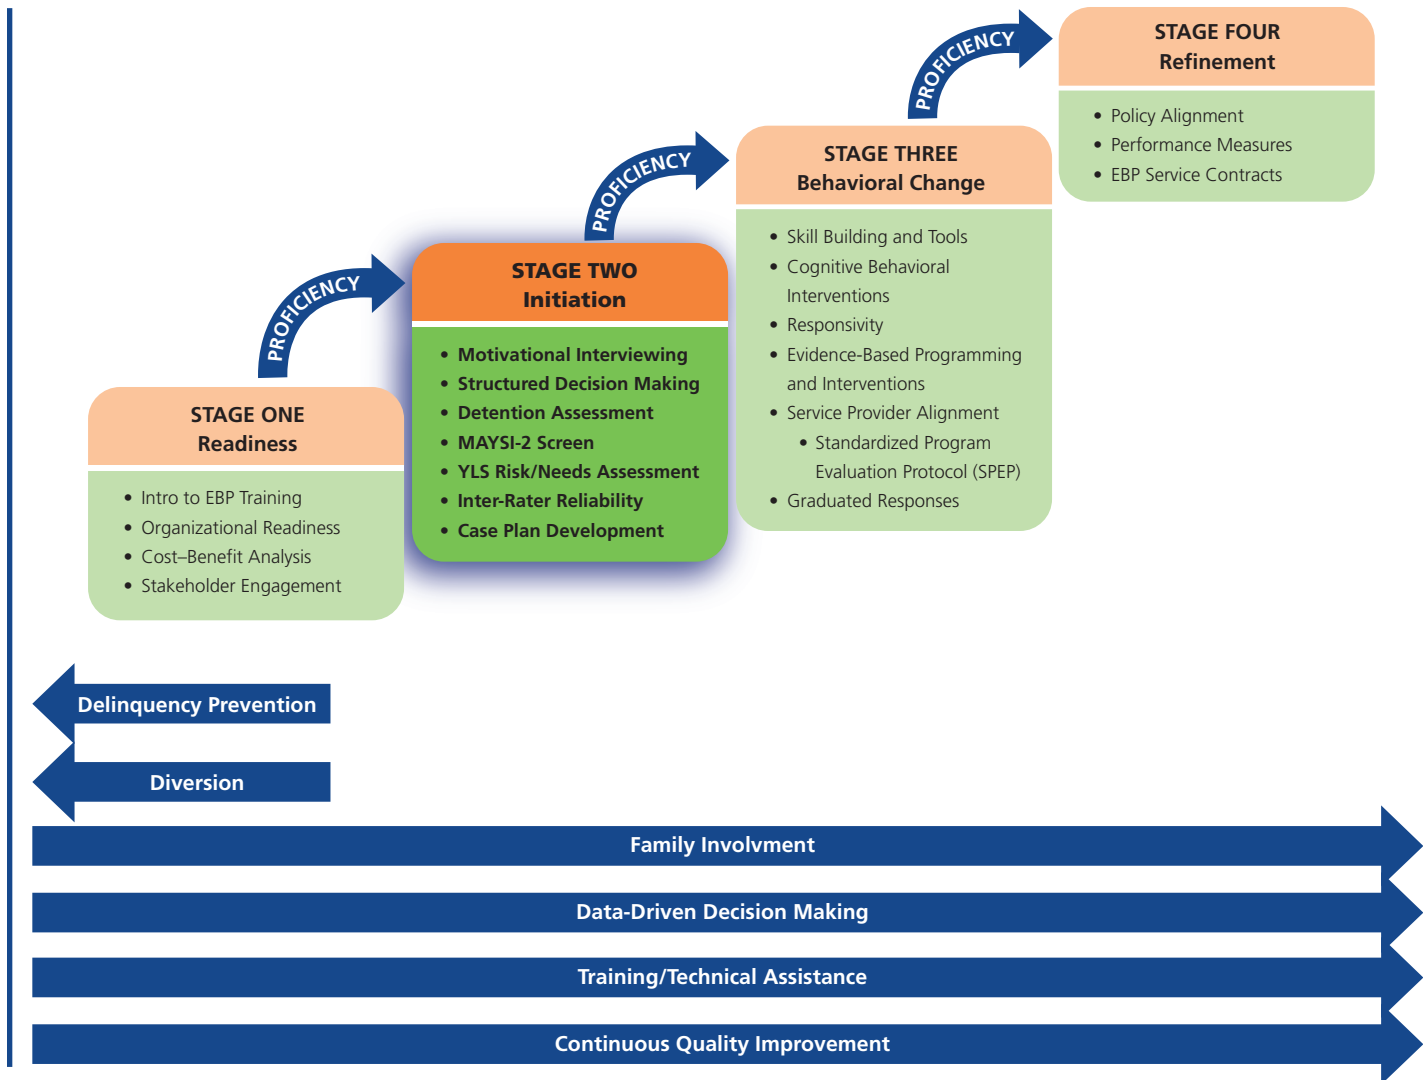 STAGE ONE
Readiness
• Intro to EBP Training
• Organizational Readiness
• Cost–Benefit Analysis
• Stakeholder Engagement
PROFICIENCY
STAGE TWO
Initiation
• Motivational Interviewing
• Structured Decision Making
• Detention Assessment
• MAYSI-2 Screen
• YLS Risk/Needs Assessment
• Inter-Rater Reliability
• Case Plan Development
PROFICIENCY
STAGE THREE
Behavioral Change
• Skill Building and Tools
• Cognitive Behavioral
Interventions
• Responsivity
• Evidence-Based Programming
and Interventions
• Service Provider Alignment
• Standardized Program
Evaluation Protocol (SPEP)
• Graduated Responses
PROFICIENCY
STAGE FOUR
Refinement
• Policy Alignment
• Performance Measures
• EBP Service Contracts
Delinquency Prevention
Diversion
Family Involvment
Data-Driven Decision Making
Training/Technical Assistance
Continuous Quality Improvement